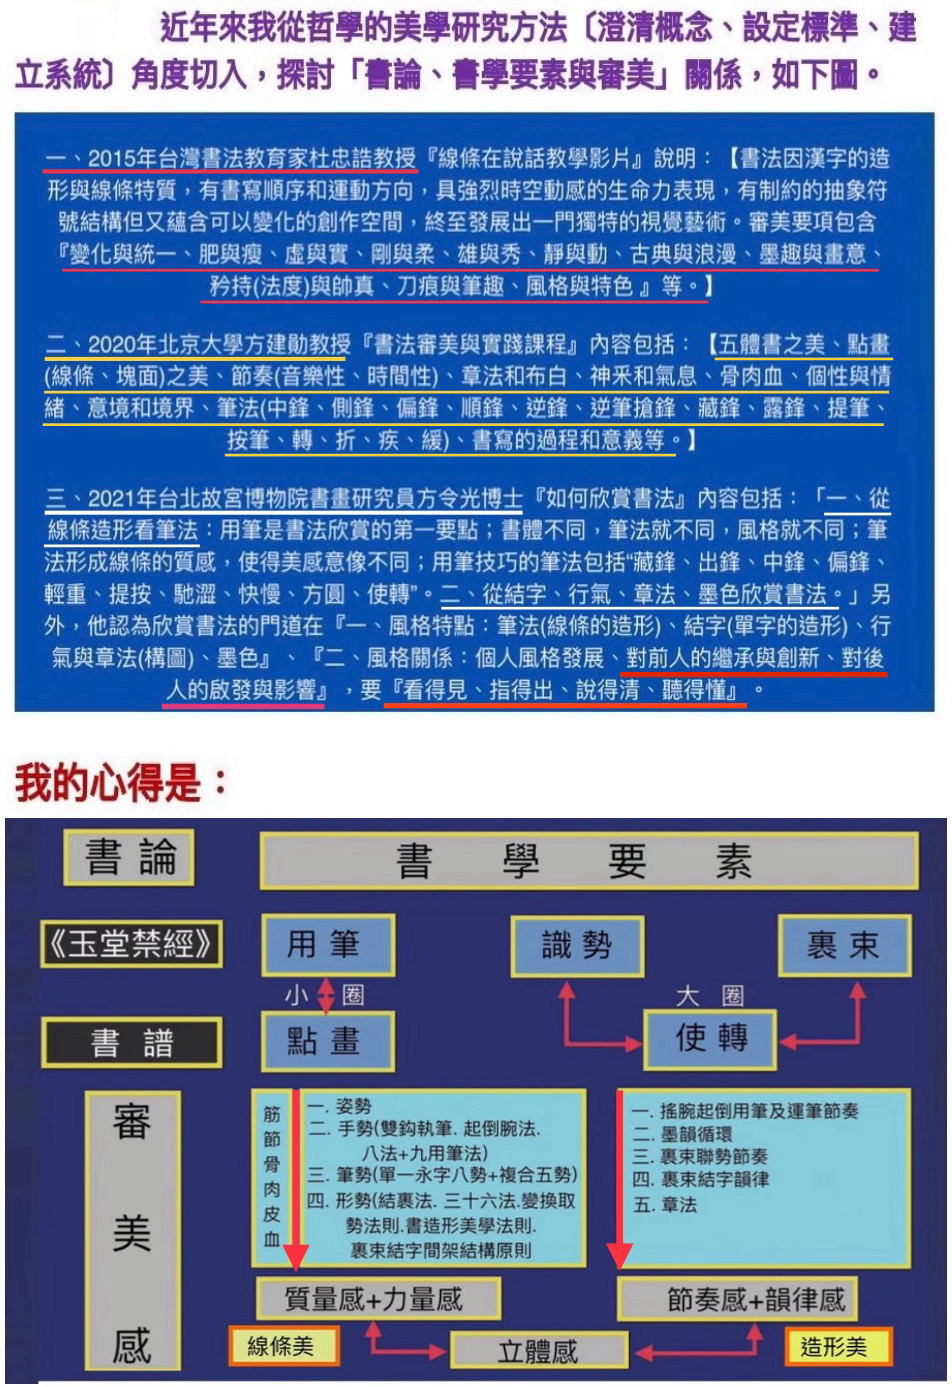 近年來我從哲學的美學研究方法〔澄清概念、設定標準、建
立系統〕角度切入，探討「書論、書學要素與審美」關係，如下圖。
一、2015年台灣書法教育家杜忠誥教授『線條在說話教學影片』說明：【書法因漢字的造
形與線條特質，有書寫順序和運動方向，具強烈時空動感的生命力表現，有制約的抽象符
號結構但又蘊含可以變化的創作空間，終至發展出一門獨特的視覺藝術。審美要項包含
『變化與統一、肥與瘦、虛與實、剛與柔、雄與秀、靜與動、古典與浪漫、墨趣與畫意、
矜持(法度)與帥真、刀痕與筆趣、風格與特色 』等。】
二、2020年北京大學方建勛教授『書法審美與實踐課程』內容包括：【五體書之美、點畫
(線條、塊面)之美、節奏(音樂性、時間性)、章法和布白、神釆和氣息、骨肉血、個性與情
緒、意境和境界、筆法(中鋒、側鋒、偏鋒、順鋒、逆鋒、逆筆搶鋒、藏鋒、露鋒、提筆、
按筆、轉、折、疾、緩)、書寫的過程和意義等。】
三、2021年台北故宮博物院書畫研究員方令光博士『如何欣賞書法』內容包括：「一、從
線條造形看筆法：用筆是書法欣賞的第一要點；書體不同，筆法就不同，風格就不同；筆
法形成線條的質感，使得美感意像不同；用筆技巧的筆法包括“藏鋒、出鋒、中鋒、偏鋒、
輕重、提按、馳澀、快慢、方圓、使轉”。二、從結字、行氣、章法、墨色欣賞書法。」另
外，他認為欣賞書法的門道在『一、風格特點：筆法(線條的造形)、結字(單字的造形)、行
氣與章法(構圖)、墨色』、『二、風格關係：個人風格發展、對前人的繼承與創新、對後
人的啟發與影響』，要『看得見、指得出、說得清、聽得懂』。
我的心得是：
書論
書學要素
《玉堂禁經》
用筆
識勢
裹束
小圈
大圈
書譜
點畫
使轉
審美感
筋節骨肉皮血
一. 姿勢
二. 手勢(雙鈎執筆. 起倒腕法.
八法+九用筆法)
三. 筆勢(單一永字八勢+複合五勢)
四. 形勢(結裹法. 三十六法.變換取
勢法則.書造形美學法則.
裹束結字間架結構原則
一. 搖腕起倒用筆及運筆節奏
二. 墨韻循環
三. 裹束聯勢節奏
四. 裹束結字韻律
五. 章法
質量感+力量感
節奏感+韻律感
線條美
立體感
造形美